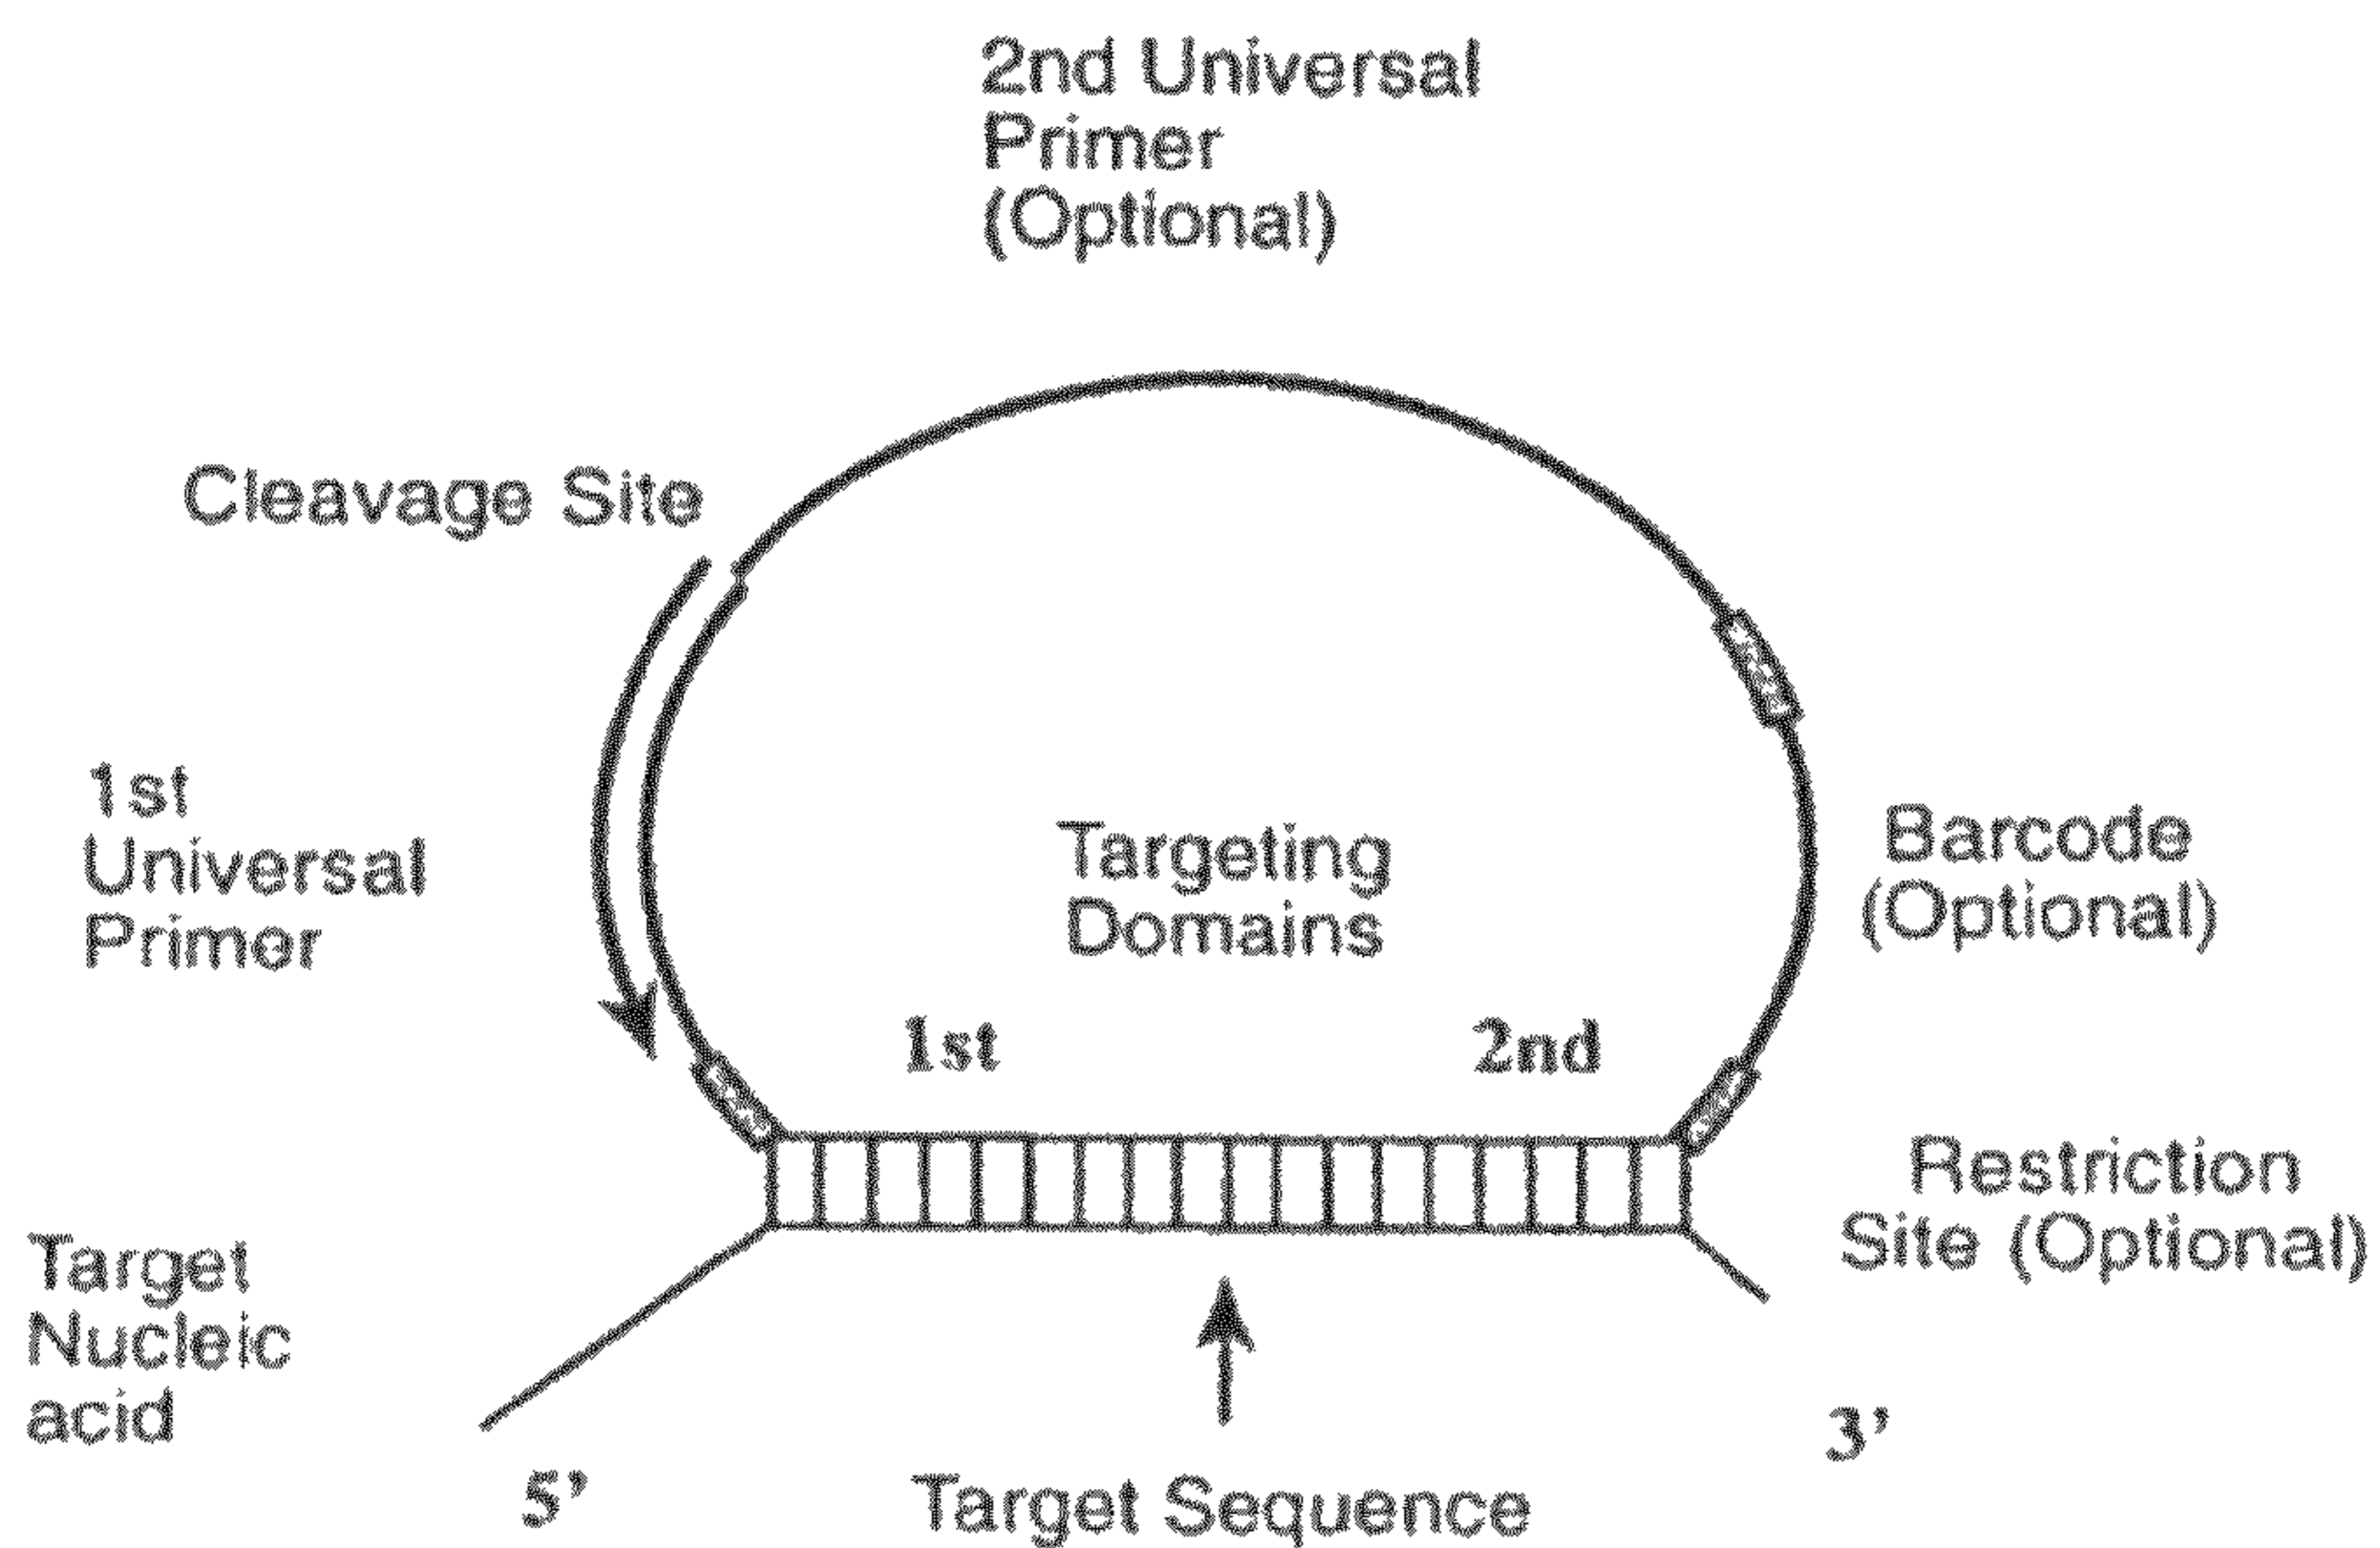 2nd Universal
Primer
(Optional)
Cleavage Site
1st
Universal
Primer
Targeting
Domains
Barcode
(Optional)
1st
2nd
Restriction
Site (Optional)
Target
Nucleic
acid
5’
3’
Target Sequence